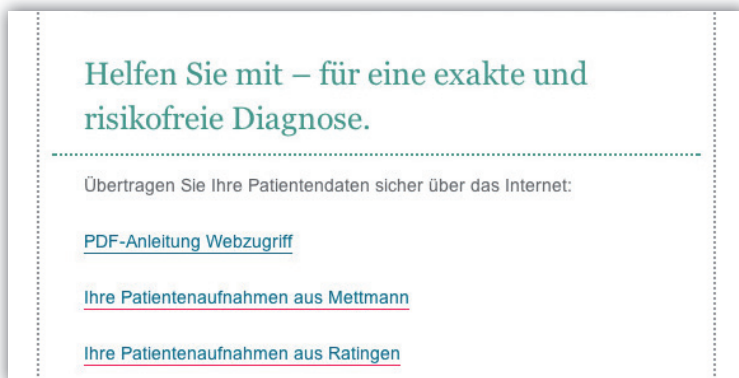 Helfen Sie mit – für eine exakte und
risikofreie Diagnose.
Übertragen Sie Ihre Patientendaten sicher über das Internet:
PDF-Anleitung Webzugriff
Ihre Patientenaufnahmen aus Mettmann
Ihre Patientenaufnahmen aus Ratingen